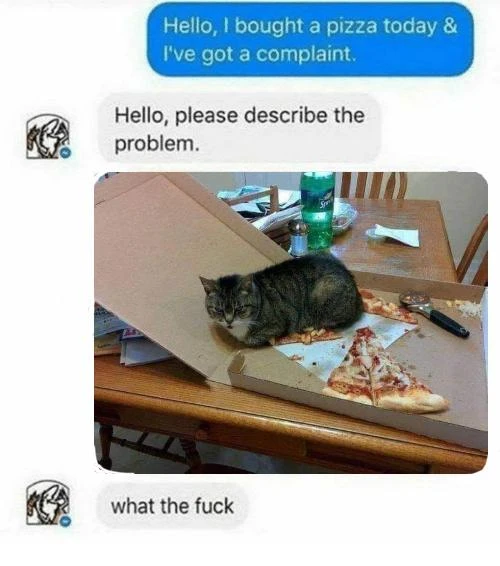 Hello, I bought a pizza today &
I've got a complaint.
Hello, please describe the
problem.
what the fuck